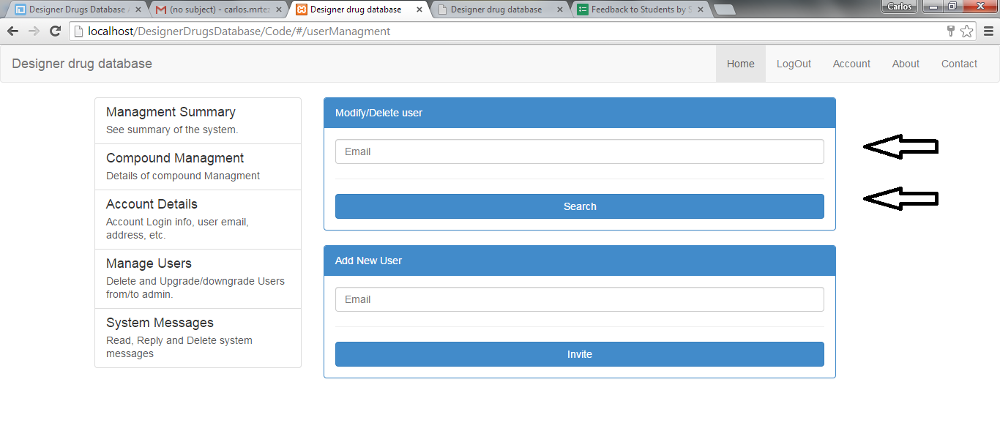 Designer Drugs Database A
(no subject) - carlos.mrtez
Designer drug database
Designer drug database
Feedback to Students by S
Carlos
localhost/DesignerDrugsDatabase/Code/#/userManagment
Designer drug database
Home
LogOut
Account
About
Contact
Managment Summary
See summary of the system.
Compound Managment
Details of compound Managment
Account Details
Account Login info, user email,
address, etc.
Manage Users
Delete and Upgrade/downgrade Users
from/to admin.
System Messages
Read, Reply and Delete system
messages
Modify/Delete user
Email
Search
Add New User
Email
Invite